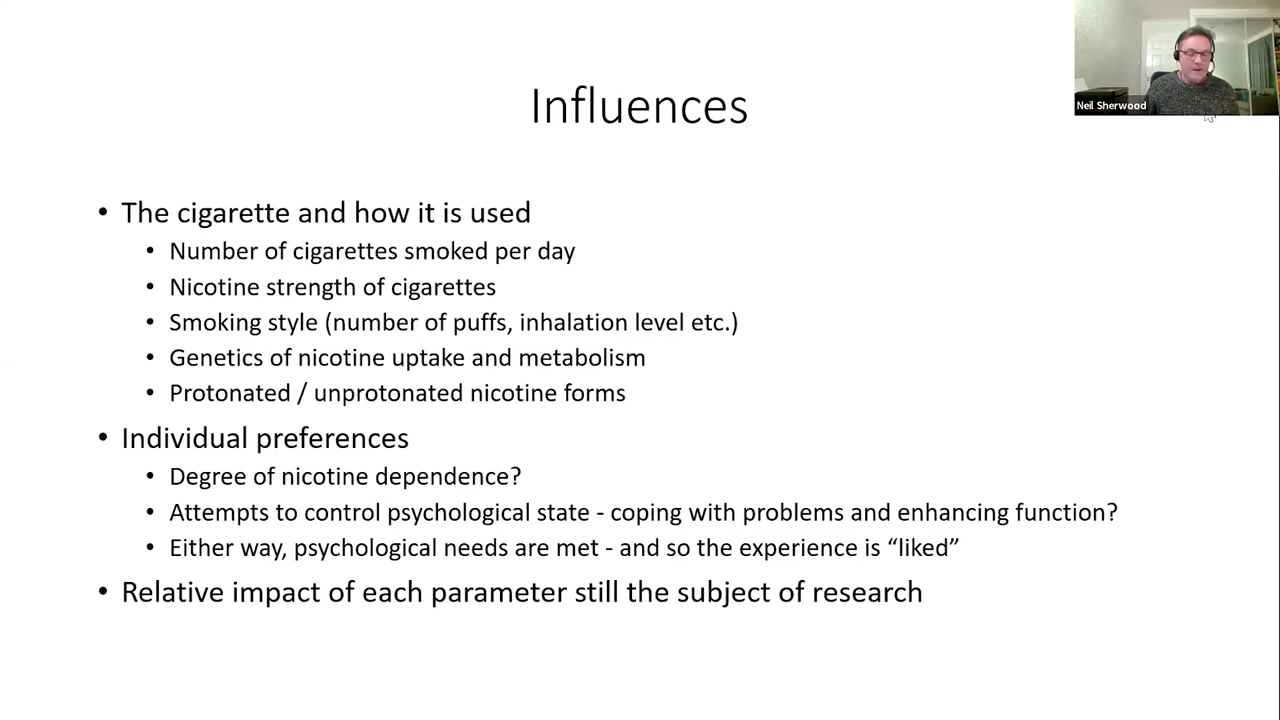 Neil Sherwood
Influences
• The cigarette and how it is used
• Number of cigarettes smoked per day
• Nicotine strength of cigarettes
• Smoking style (number of puffs, inhalation level etc.)
• Genetics of nicotine uptake and metabolism
• Protonated / unprotonated nicotine forms
• Individual preferences
• Degree of nicotine dependence?
• Attempts to control psychological state - coping with problems and enhancing function?
• Either way, psychological needs are met - and so the experience is “liked”
• Relative impact of each parameter still the subject of research